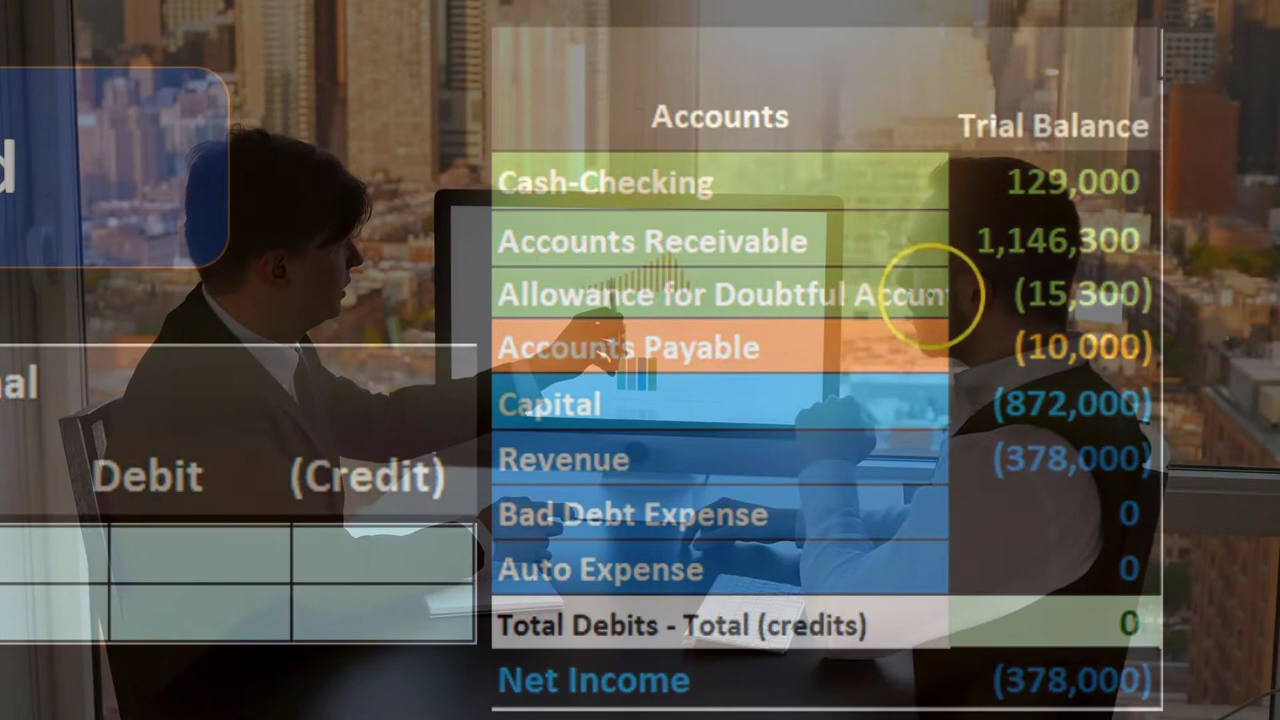 d
al
Debit (Credit)
Accounts Trial Balance
Cash-Checking 129,000
Accounts Receivable 1,146,300
Allowance for Doubtful Accun (15,300)
Accounts Payable (10,000)
Capital (872,000)
Revenue (378,000)
Bad Debt Expense 0
Auto Expense 0
Total Debits - Total (credits) 0
Net Income (378,000)